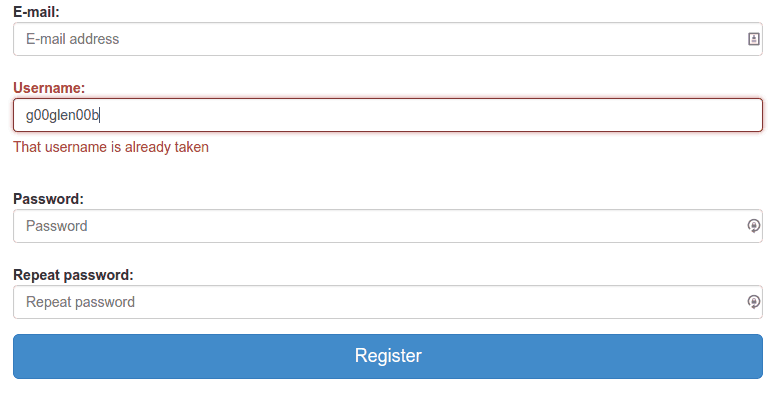 E-mail:
E-mail address
Username:
g00glen00b
That username is already taken
Password:
Password
Repeat password:
Repeat password
Register